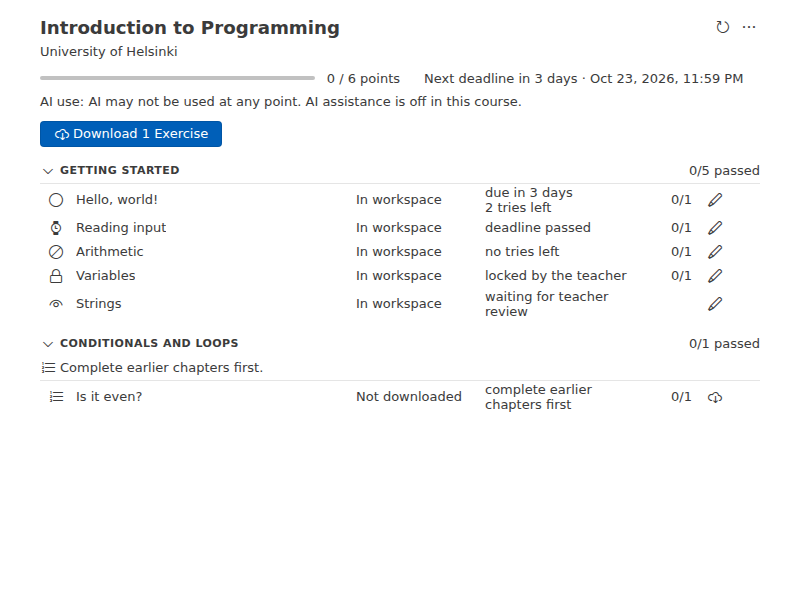 Introduction to Programming
University of Helsinki
0 / 6 points Next deadline in 3 days · Oct 23, 2026, 11:59 PM
AI use: AI may not be used at any point. AI assistance is off in this course.
Download 1 Exercise
GETTING STARTED 0/5 passed
Hello, world! In workspace due in 3 days 0/1
2 tries left
Reading input In workspace deadline passed 0/1
Arithmetic In workspace no tries left 0/1
Variables In workspace locked by the teacher 0/1
Strings In workspace waiting for teacher
review
CONDITIONALS AND LOOPS 0/1 passed
Complete earlier chapters first.
Is it even? Not downloaded complete earlier 0/1
chapters first